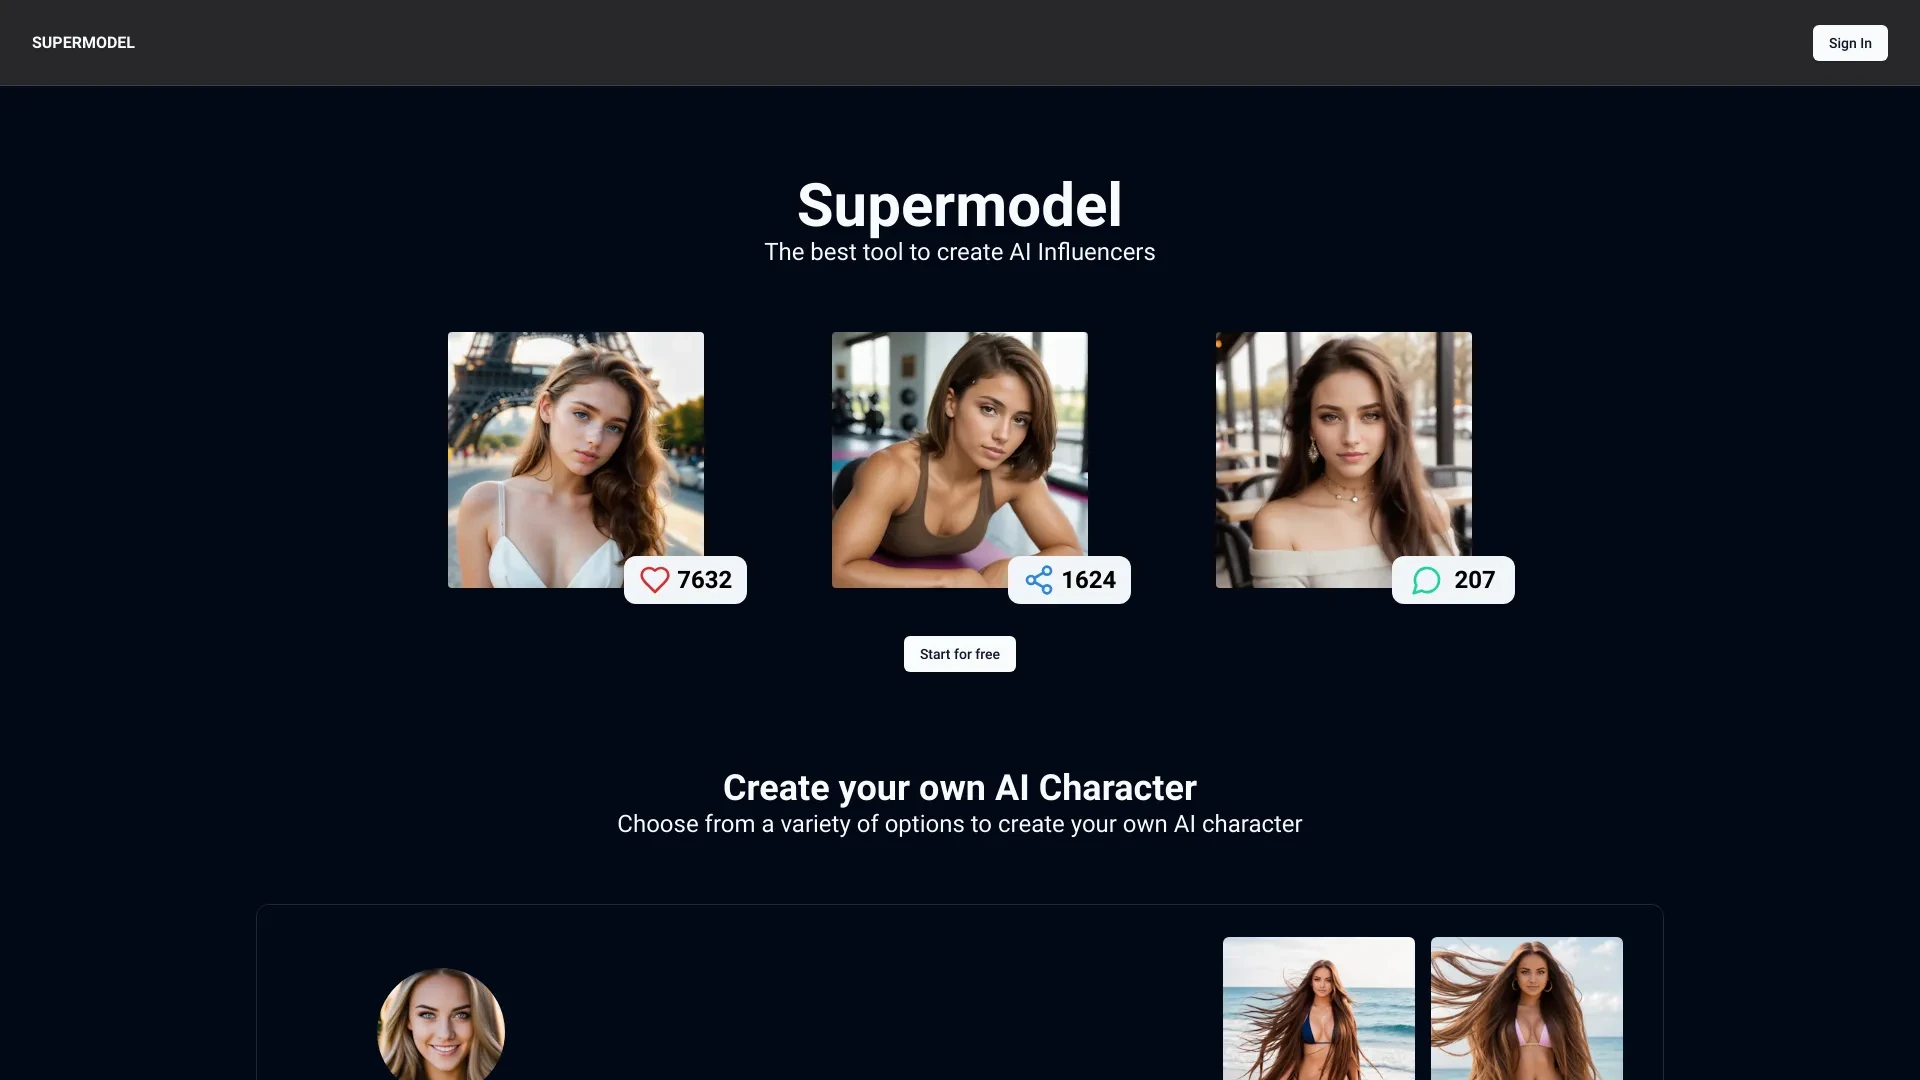 SUPERMODEL
Sign In
Supermodel
The best tool to create AI Influencers
7632
1624
207
Start for free
Create your own AI Character
Choose from a variety of options to create your own AI character